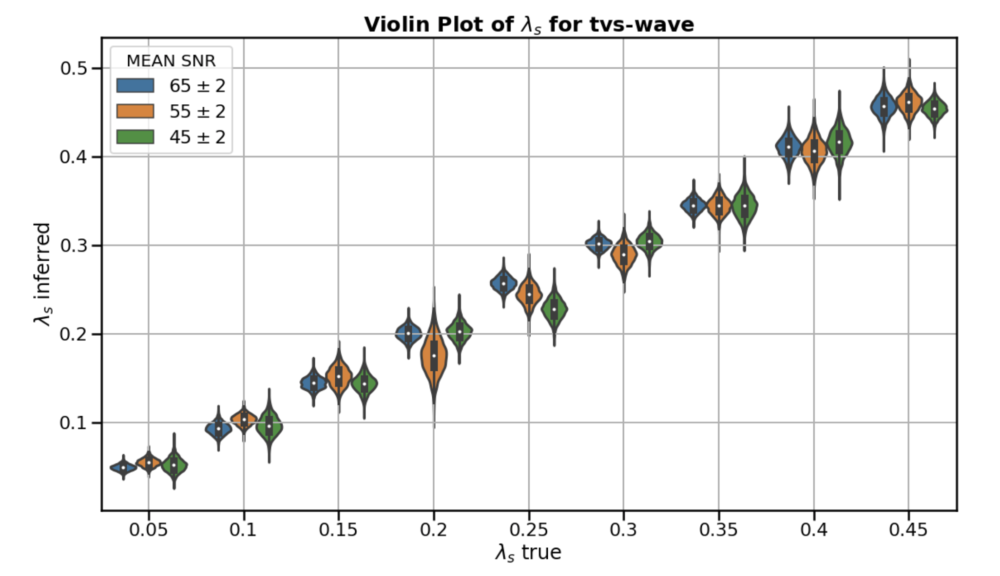 Violin Plot of λs for tvs-wave
MEAN SNR
65 ± 2
55 ± 2
45 ± 2
0.5
0.4
0.3
0.2
0.1
λs inferred
0.05 0.1 0.15 0.2 0.25 0.3 0.35 0.4 0.45
λs true